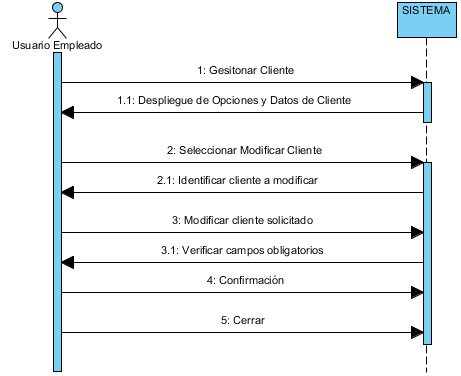 SISTEMA
Usuario Empleado
1: Gesitonar Cliente
1.1: Despliegue de Opciones y Datos de Cliente
2: Seleccionar Modificar Cliente
2.1: Identificar cliente a modificar
3: Modificar cliente solicitado
3.1: Verificar campos obligatorios
4: Confirmación
5: Cerrar